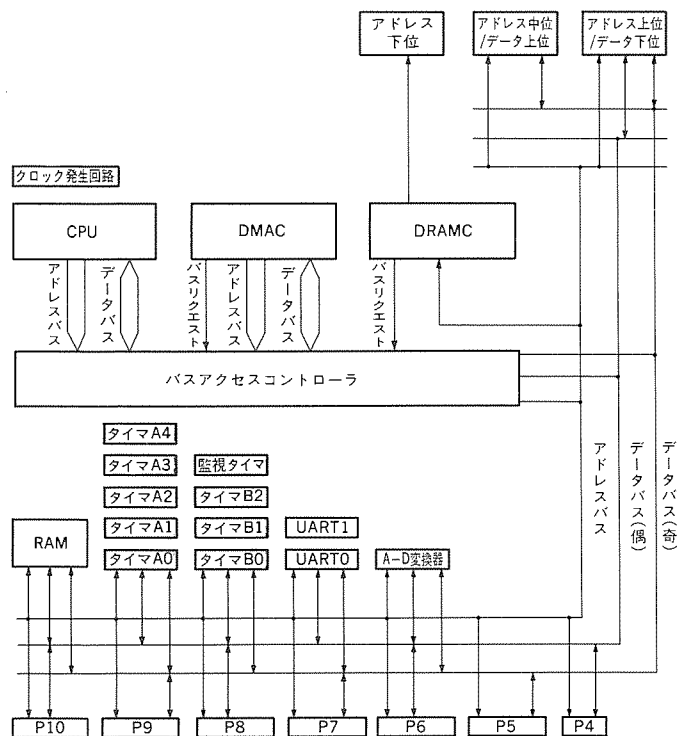 アドレス
下位
アドレス中位
/データ上位
アドレス上位
/データ下位
クロック発生回路
CPU
DMAC
DRAMC
アドレスバス
データバス
バスリクエスト
アドレスバス
データバス
バスリクエスト
バスアクセスコントローラ
タイマA4
タイマA3
監視タイマ
タイマA2
タイマB2
RAM
タイマA1
タイマB1
UART1
タイマA0
タイマB0
UART0
A-D変換器
アドレスバス
データバス(偶)
データバス(奇)
P10
P9
P8
P7
P6
P5
P4